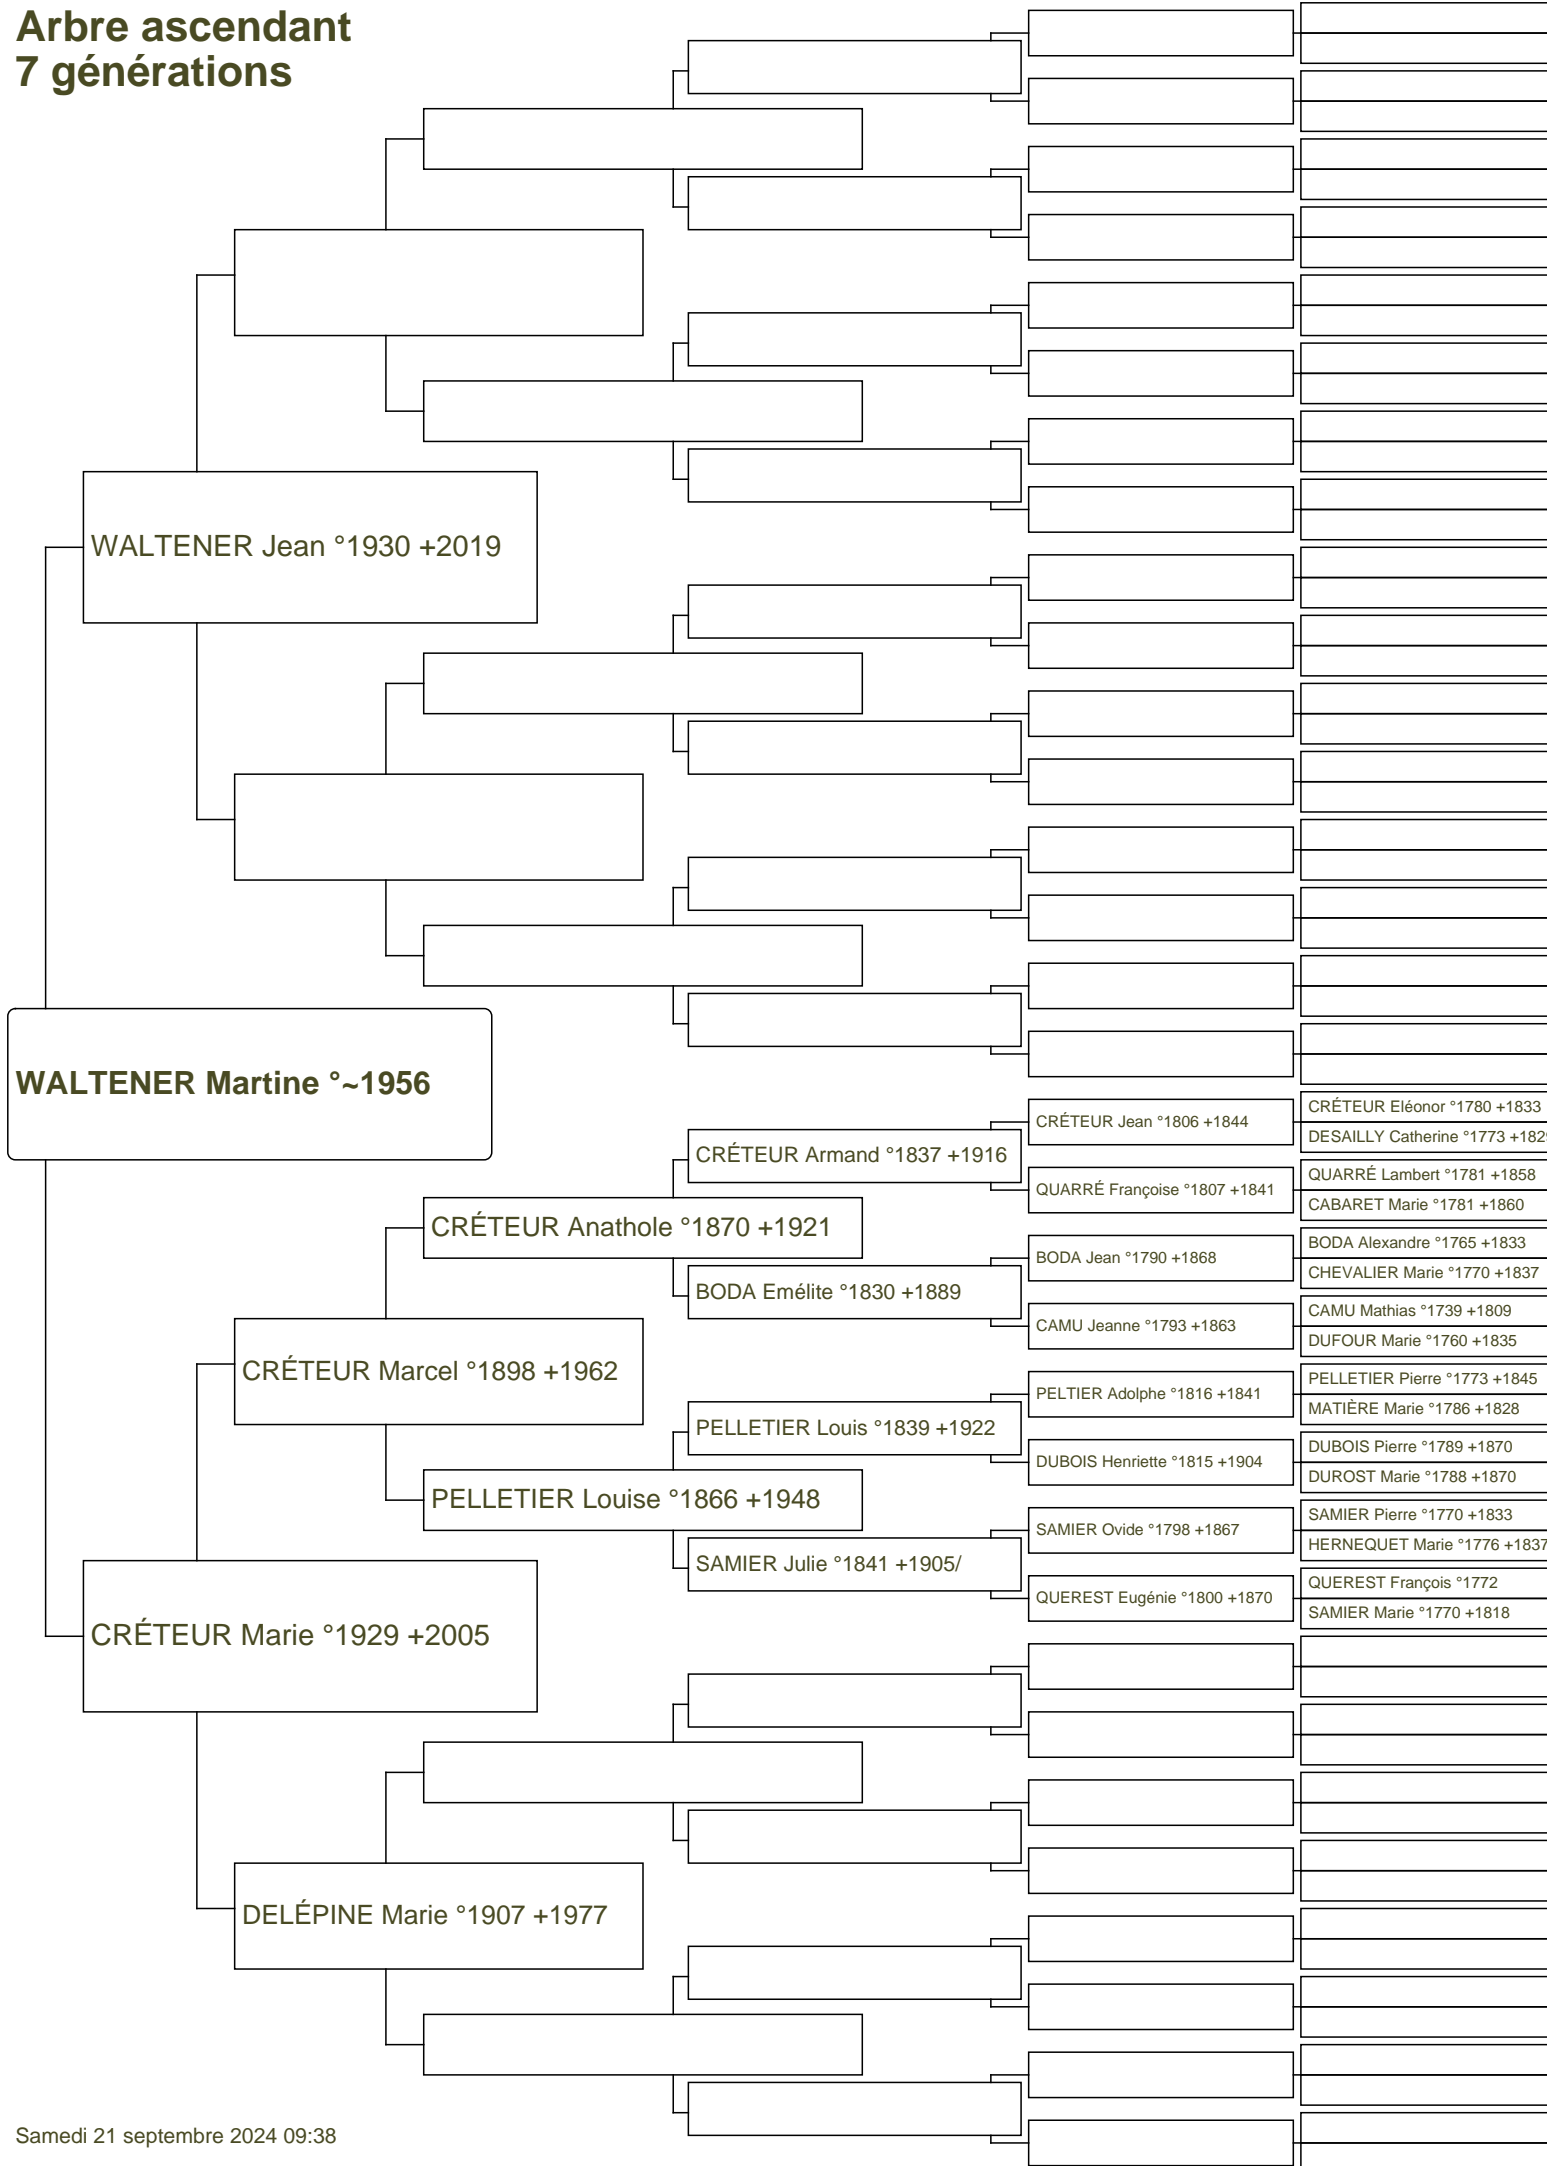 Arbre ascendant
7 générations
WALTENER Jean °1930 +2019
WALTENER Martine °~1956
CRÉTEUR Eléonor °1780 +1833
CRÉTEUR Jean °1806 +1844
DESAILLY Catherine °1773 +1829
CRÉTEUR Armand °1837 +1916
QUARRÉ Lambert °1781 +1858
QUARRÉ Françoise °1807 +1841
CABARET Marie °1781 +1860
CRÉTEUR Anathole °1870 +1921
BODA Alexandre °1765 +1833
BODA Jean °1790 +1868
CHEVALIER Marie °1770 +1837
BODA Emélite °1830 +1889
CAMU Mathias °1739 +1809
CAMU Jeanne °1793 +1863
DUFOUR Marie °1760 +1835
CRÉTEUR Marcel °1898 +1962
PELLETIER Pierre °1773 +1845
PELTIER Adolphe °1816 +1841
MATIÈRE Marie °1786 +1828
PELLETIER Louis °1839 +1922
DUBOIS Pierre °1789 +1870
DUBOIS Henriette °1815 +1904
DUROST Marie °1788 +1870
PELLETIER Louise °1866 +1948
SAMIER Pierre °1770 +1833
SAMIER Ovide °1798 +1867
HERNEQUET Marie °1776 +1837
SAMIER Julie °1841 +1905/
QUEREST François °1772
QUEREST Eugénie °1800 +1870
SAMIER Marie °1770 +1818
CRÉTEUR Marie °1929 +2005
DELÉPINE Marie °1907 +1977
Samedi 21 septembre 2024 09:38